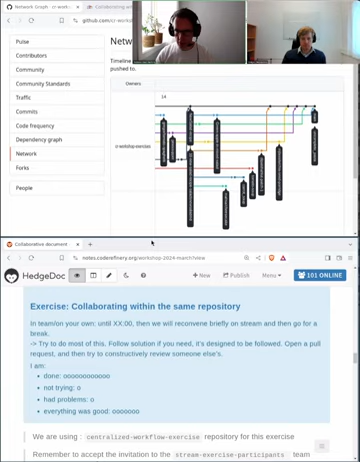 Network Graph · cr-works
Collaborating with
github.com/cr-works
Pulse
Contributors
Community
Community Standards
Traffic
Commits
Code frequency
Dependency graph
Network
Forks
People
Netw
Timeline
pushed to.
Owners
14
cr-workshop-exercises
Collaborative document
notes.coderefinery.org/workshop-2024-march?view
HedgeDoc
New
Publish
Menu
101 ONLINE
Exercise: Collaborating within the same repository
In team/on your own: until XX:00, then we will reconvene briefly on stream and then go for a
break.
-> Try to do most of this. Follow solution if you need, it's designed to be followed. Open a pull
request, and then try to constructively review someone else's.
I am:
• done: ooooooooooo
• not trying: o
• had problems: o
• everything was good: ooooooo
We are using : centralized-workflow-exercise repository for this exercise
Remember to accept the invitation to the stream-exercise-participants team